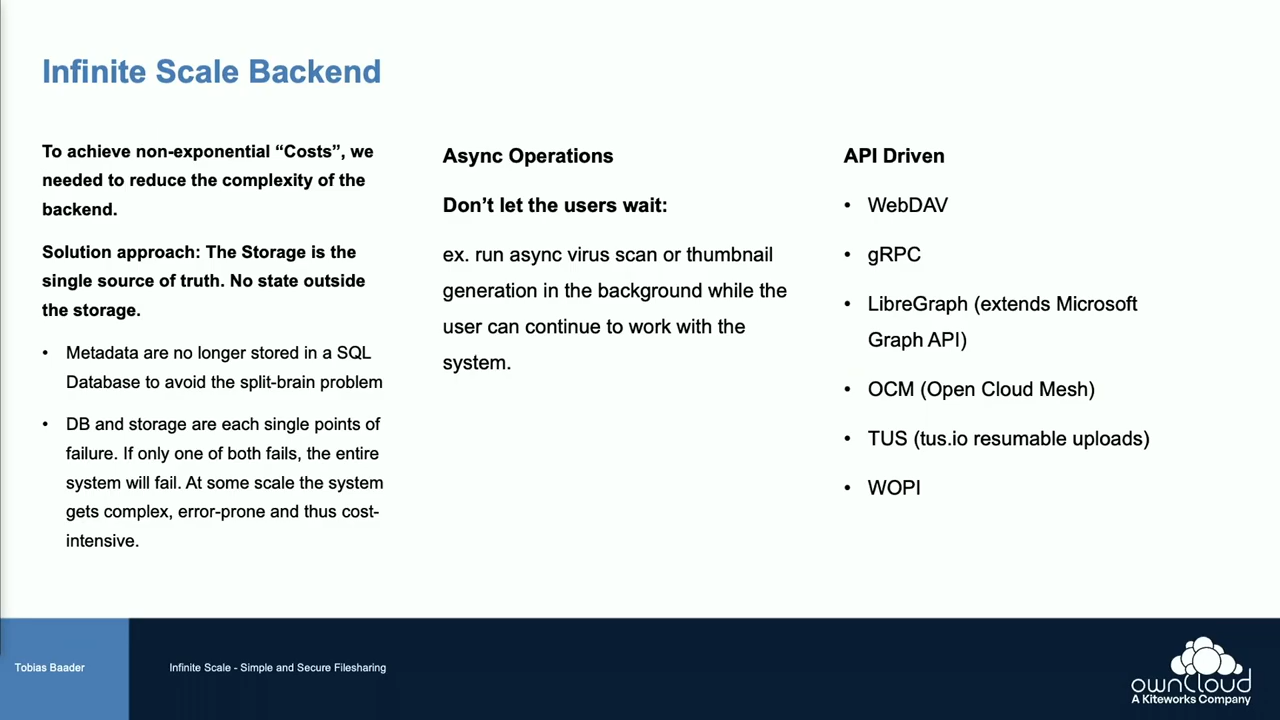 Infinite Scale Backend
To achieve non-exponential “Costs”, we
needed to reduce the complexity of the
backend.
Solution approach: The Storage is the
single source of truth. No state outside
the storage.
• Metadata are no longer stored in a SQL
Database to avoid the split-brain problem
• DB and storage are each single points of
failure. If only one of both fails, the entire
system will fail. At some scale the system
gets complex, error-prone and thus cost-
intensive.
Async Operations
Don’t let the users wait:
ex. run async virus scan or thumbnail
generation in the background while the
user can continue to work with the
system.
API Driven
• WebDAV
• gRPC
• LibreGraph (extends Microsoft
Graph API)
• OCM (Open Cloud Mesh)
• TUS (tus.io resumable uploads)
• WOPI
Tobias Baader
Infinite Scale - Simple and Secure Filesharing
ownCloud
A Kiteworks Company